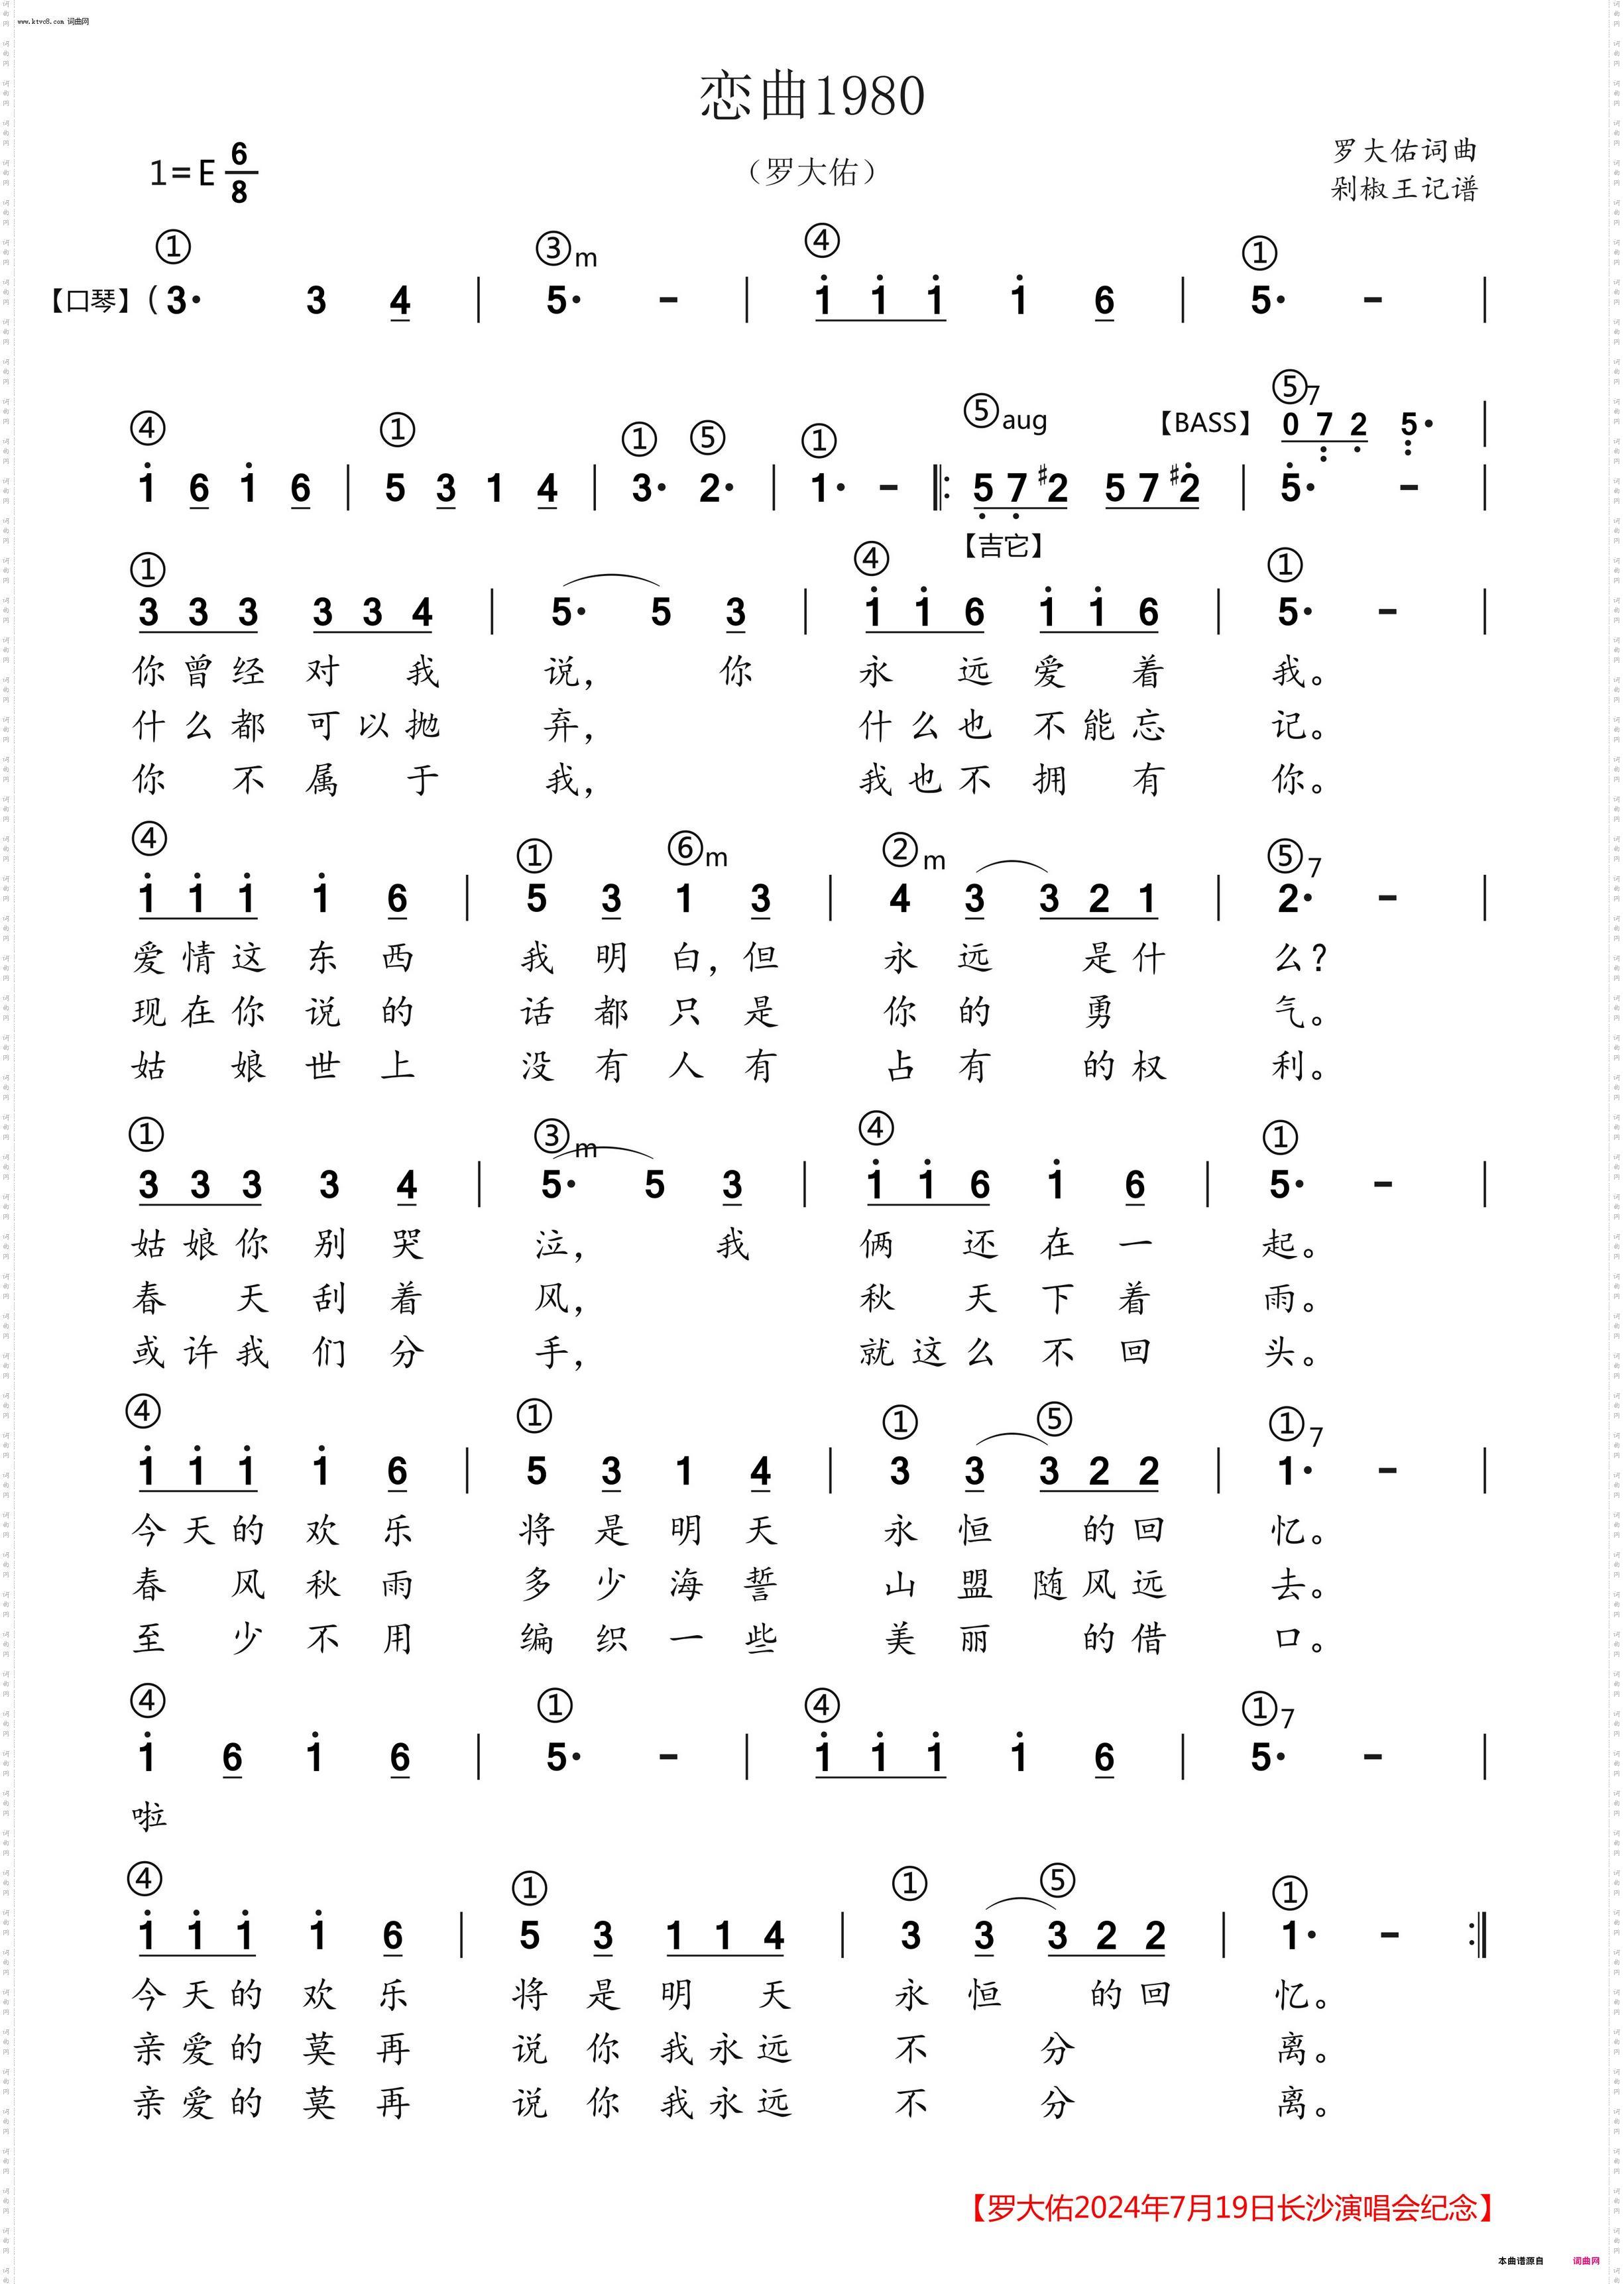 www.ktvc8.com 词曲网
恋曲1980
1=E 6/8
（罗大佑）
罗大佑词曲
剁椒王记谱
① ③m ④ ①
【口琴】(3· 3 4 | 5· - | i i i i 6 | 5· - |
⑤7
【BASS】 0 7 2 5· |
④ ① ① ⑤ ① ⑤aug
i 6 i 6 | 5 3 1 4 | 3· 2· | 1· - |: 5 7 #2 5 7 #2 | 5· - |
【吉它】
① ④ ①
3 3 3 3 3 4 | 5· 5 3 | i i 6 i i 6 | 5· - |
你曾经对我说，你永远爱着我。
什么都可以抛弃，什么也不能忘记。
你不属于我，我也不拥有你。
④ ① ⑥m ②m ⑤7
i i i i 6 | 5 3 1 3 | 4 3 3 2 1 | 2· - |
爱情这东西我明白，但永远是什么？
现在你说的话都只是你的勇气。
姑娘世上没有人有占有的权利。
① ③m ④ ①
3 3 3 3 4 | 5· 5 3 | i i 6 i 6 | 5· - |
姑娘你别哭泣，我俩还在一起。
春天刮着风，秋天下着雨。
或许我们分手，就这么不回头。
④ ① ① ⑤ ①7
i i i i 6 | 5 3 1 4 | 3 3 3 2 2 | 1· - |
今天的欢乐将是明天永恒的回忆。
春风秋雨多少海誓山盟随风远去。
至少不用编织一些美丽的借口。
④ ① ④ ①7
i 6 i 6 | 5· - | i i i i 6 | 5· - |
啦
④ ① ① ⑤ ①
i i i i 6 | 5 3 1 1 4 | 3 3 3 2 2 | 1· - :|
今天的欢乐将是明天永恒的回忆。
亲爱的莫再说你我永远不分离。
亲爱的莫再说你我永远不分离。
【罗大佑2024年7月19日长沙演唱会纪念】
本曲谱源自 词曲网